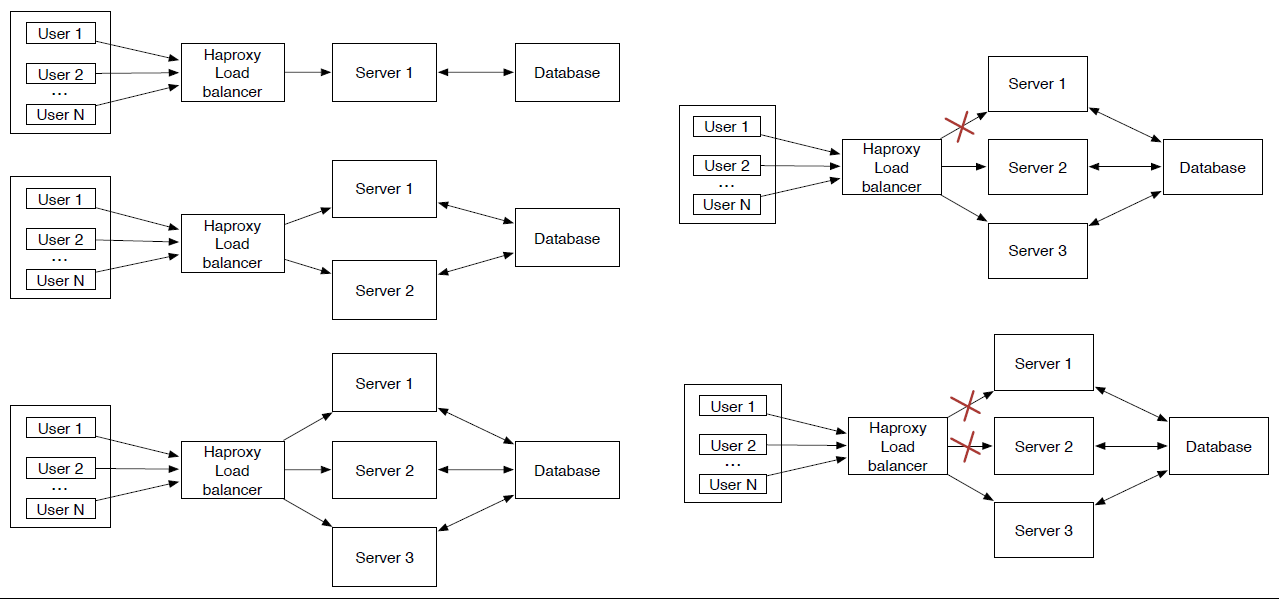 User 1
User 2
...
User N
Haproxy
Load
balancer
Server 1
Database
User 1
User 2
...
User N
Haproxy
Load
balancer
Server 1
Server 2
Database
User 1
User 2
...
User N
Haproxy
Load
balancer
Server 1
Server 2
Server 3
Database
User 1
User 2
...
User N
Haproxy
Load
balancer
Server 1
Server 2
Server 3
Database
User 1
User 2
...
User N
Haproxy
Load
balancer
Server 1
Server 2
Server 3
Database